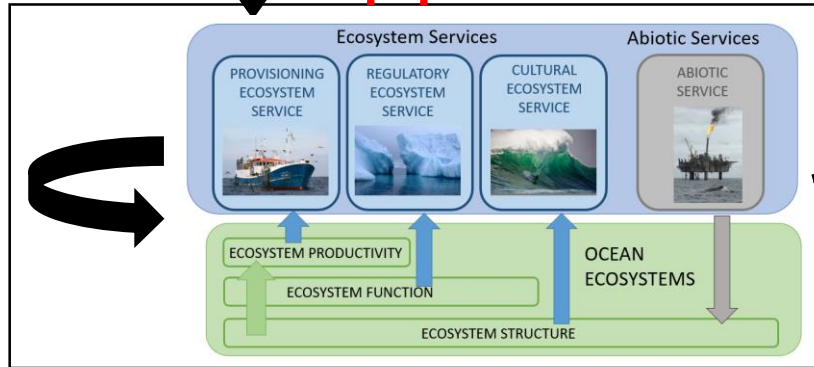 Ecosystem Services
Abiotic Services
PROVISIONING
ECOSYSTEM
SERVICE
REGULATORY
ECOSYSTEM
SERVICE
CULTURAL
ECOSYSTEM
SERVICE
ABIOTIC
SERVICE
ECOSYSTEM PRODUCTIVITY
OCEAN
ECOSYSTEMS
ECOSYSTEM FUNCTION
ECOSYSTEM STRUCTURE